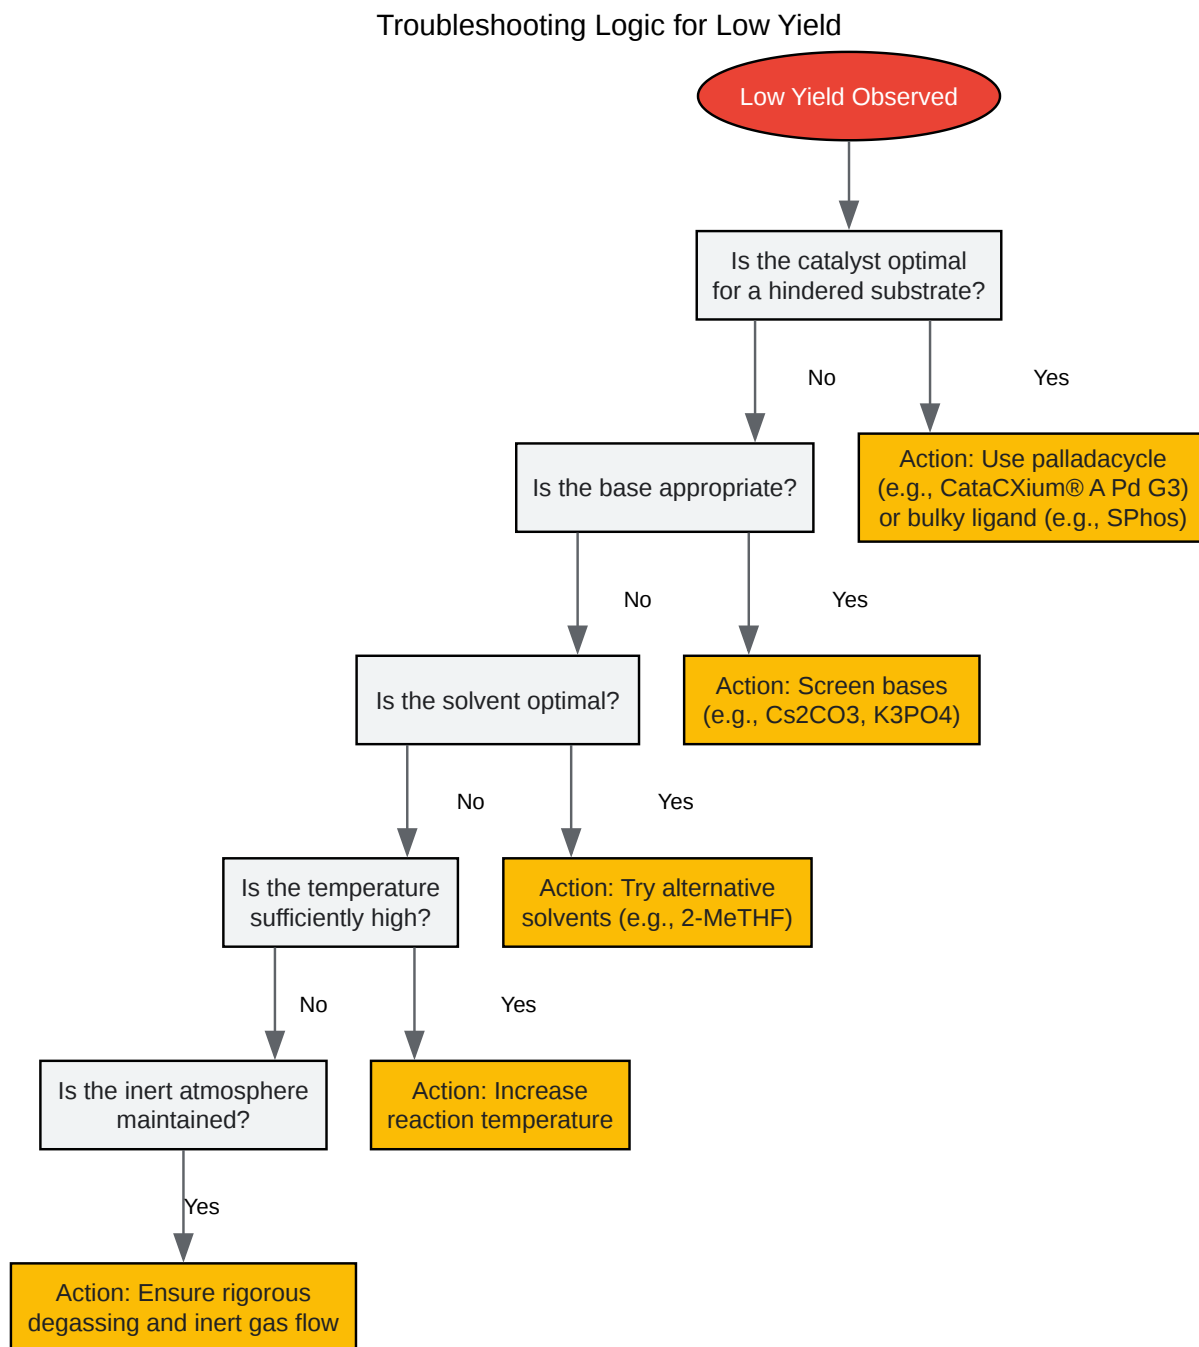 Troubleshooting Logic for Low Yield
Low Yield Observed
Is the catalyst optimal
for a hindered substrate?
No
Yes
Is the base appropriate?
Action: Use palladacycle
(e.g., CataCXium® A Pd G3)
or bulky ligand (e.g., SPhos)
No
Yes
Is the solvent optimal?
Action: Screen bases
(e.g., Cs2CO3, K3PO4)
No
Yes
Is the temperature
sufficiently high?
Action: Try alternative
solvents (e.g., 2-MeTHF)
No
Yes
Is the inert atmosphere
maintained?
Action: Increase
reaction temperature
Yes
Action: Ensure rigorous
degassing and inert gas flow